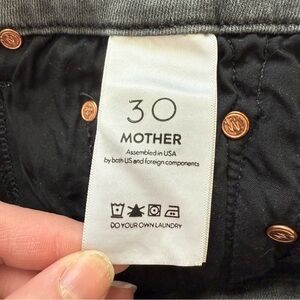 30
MOTHER
Assembled in USA
by both US and foreign components
DO YOUR OWN LAUNDRY